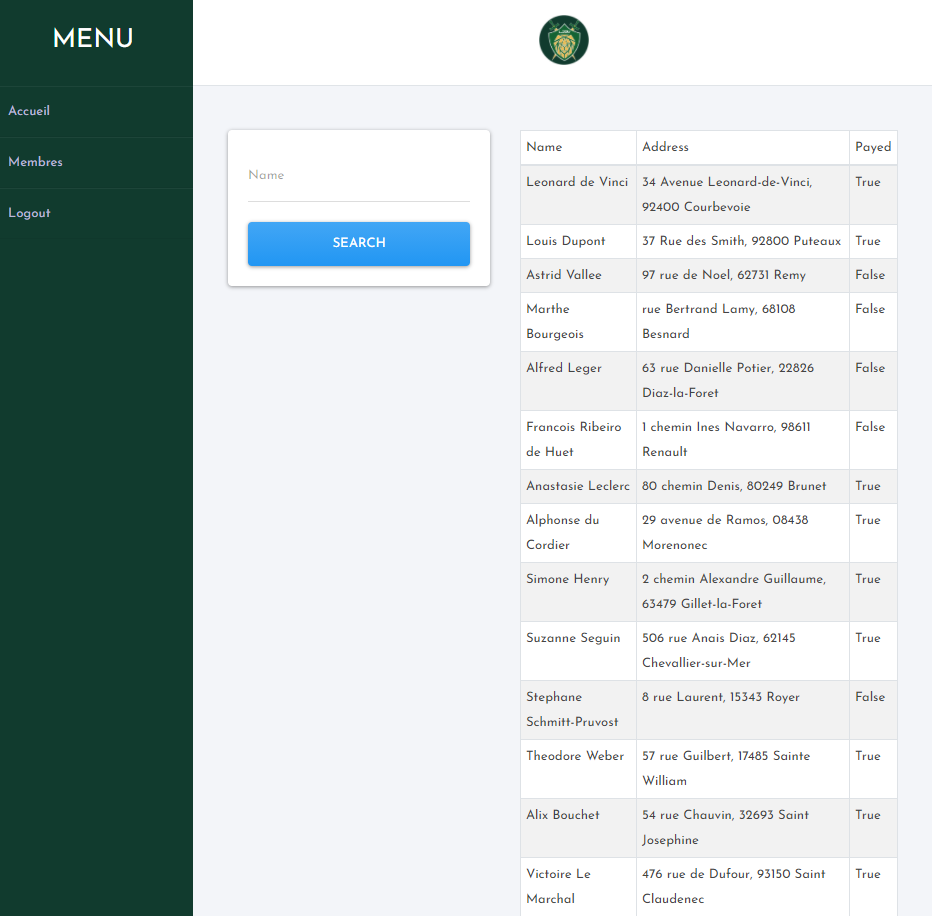 MENU
Accueil
Membres
Logout
Name
SEARCH
Name Address Payed
Leonard de Vinci 34 Avenue Leonard-de-Vinci, True
92400 Courbevoie
Louis Dupont 37 Rue des Smith, 92800 Puteaux True
Astrid Vallee 97 rue de Noel, 62731 Remy False
Marthe rue Bertrand Lamy, 68108 False
Bourgeois Besnard
Alfred Leger 63 rue Danielle Potier, 22826 False
Diaz-la-Foret
Francois Ribeiro 1 chemin Ines Navarro, 98611 False
de Huet Renault
Anastasie Leclerc 80 chemin Denis, 80249 Brunet True
Alphonse du 29 avenue de Ramos, 08438 True
Cordier Morenonec
Simone Henry 2 chemin Alexandre Guillaume, True
63479 Gillet-la-Foret
Suzanne Seguin 506 rue Anais Diaz, 62145 True
Chevallier-sur-Mer
Stephane 8 rue Laurent, 15343 Royer False
Schmitt-Pruvost
Theodore Weber 57 rue Guilbert, 17485 Sainte True
William
Alix Bouchet 54 rue Chauvin, 32693 Saint True
Josephine
Victoire Le 476 rue de Dufour, 93150 Saint True
Marchal Claudenec